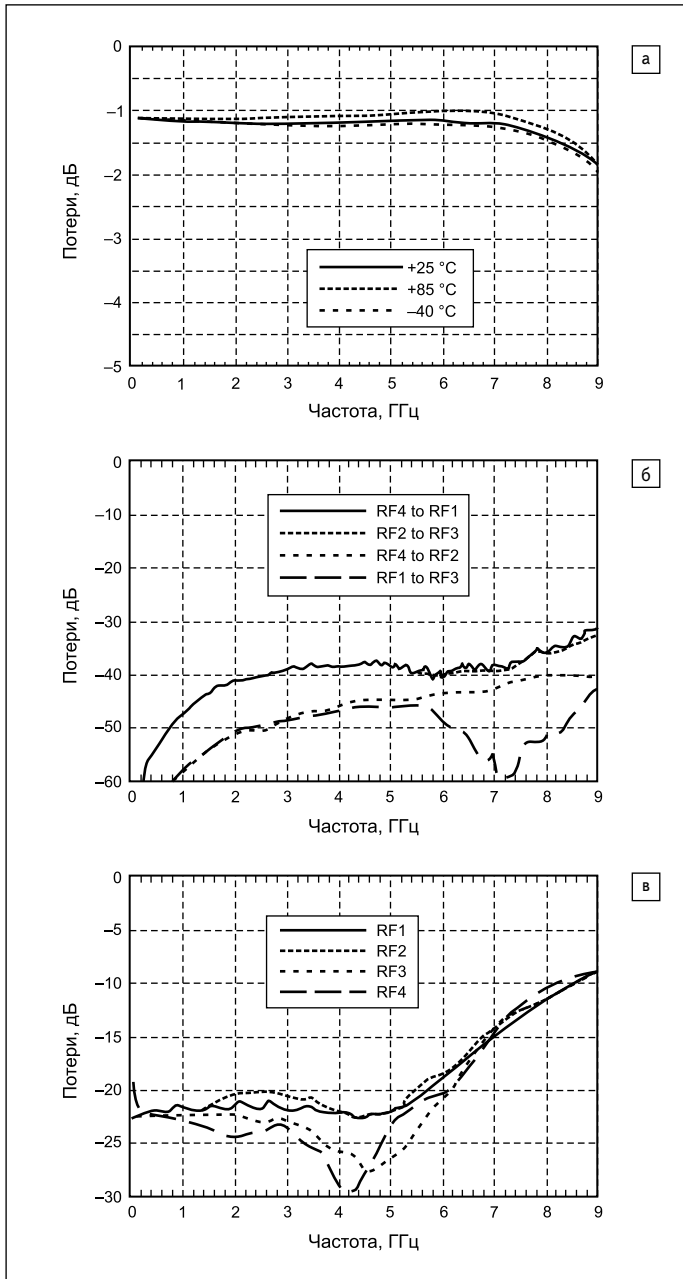 а
0
–1
–2
–3
–4
–5
Потери, дБ
+25 °C
+85 °C
–40 °C
0 1 2 3 4 5 6 7 8 9
Частота, ГГц
б
0
–10
–20
–30
–40
–50
–60
Потери, дБ
RF4 to RF1
RF2 to RF3
RF4 to RF2
RF1 to RF3
0 1 2 3 4 5 6 7 8 9
Частота, ГГц
в
0
–5
–10
–15
–20
–25
–30
Потери, дБ
RF1
RF2
RF3
RF4
0 1 2 3 4 5 6 7 8 9
Частота, ГГц